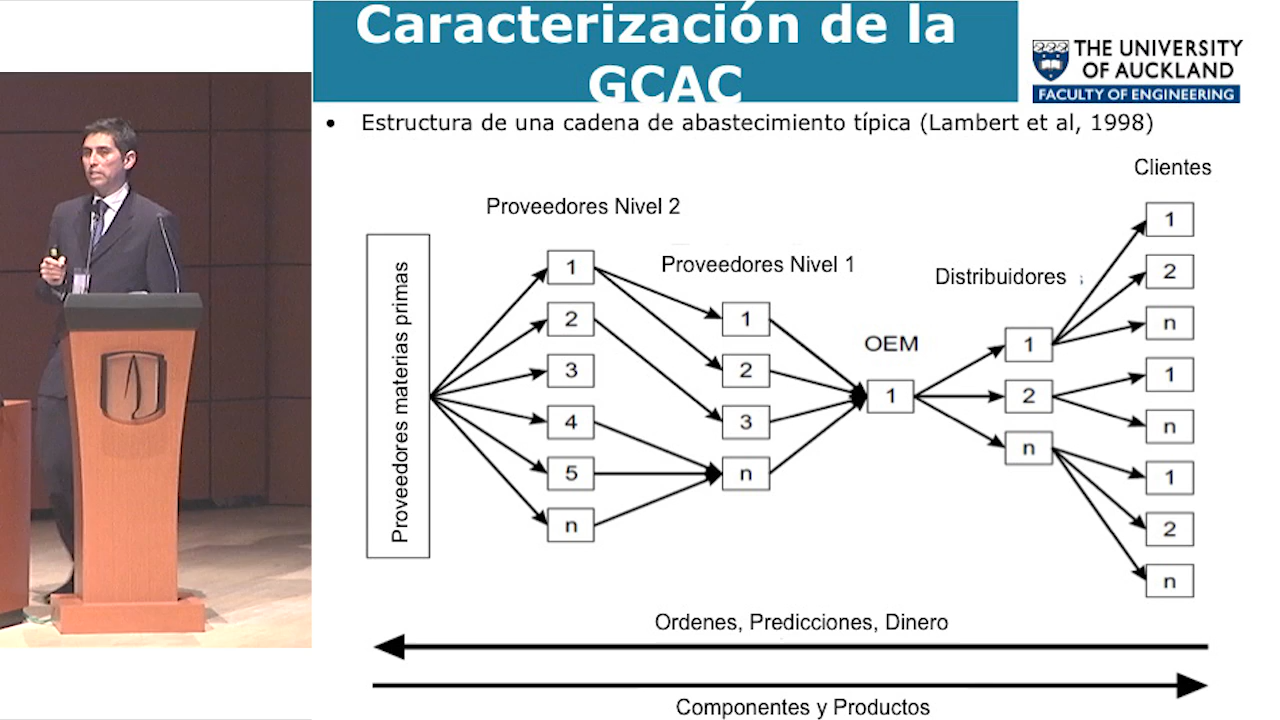 Caracterización de la
GCAC
THE UNIVERSITY
OF AUCKLAND
FACULTY OF ENGINEERING
• Estructura de una cadena de abastecimiento típica (Lambert et al, 1998)
Clientes
Proveedores Nivel 2
Proveedores Nivel 1
Distribuidores
OEM
Proveedores materias primas
1
2
3
4
5
n
1
2
3
n
1
1
2
n
1
2
n
1
n
1
2
n
Ordenes, Predicciones, Dinero
Componentes y Productos